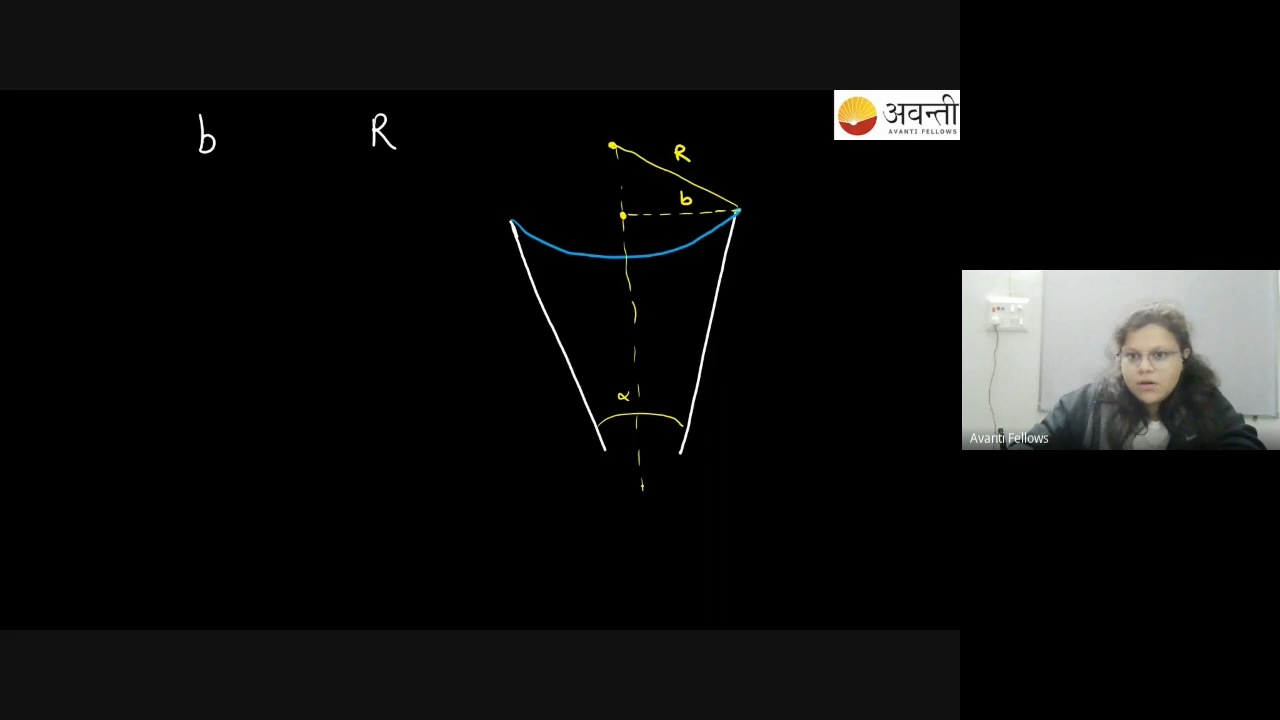 b R
अवन्ती
AVANTI FELLOWS
R
b
α
Avanti Fellows